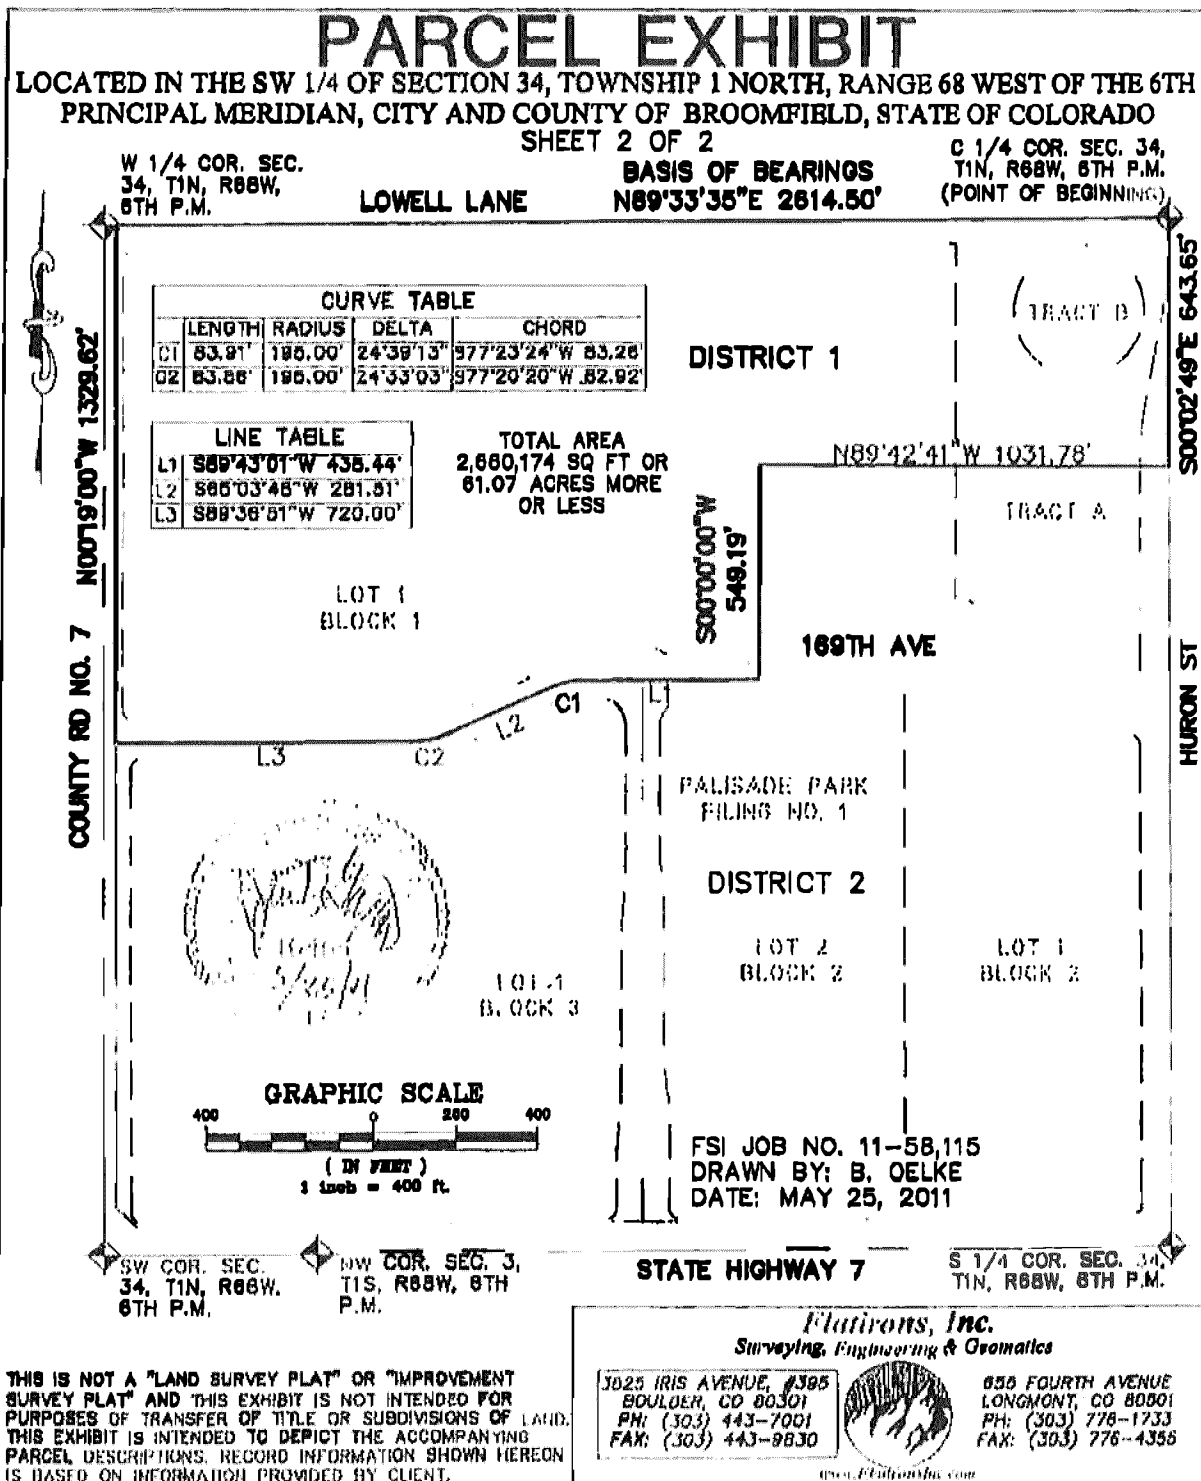 PARCEL EXHIBIT
LOCATED IN THE SW 1/4 OF SECTION 34, TOWNSHIP 1 NORTH, RANGE 68 WEST OF THE 6TH
PRINCIPAL MERIDIAN, CITY AND COUNTY OF BROOMFIELD, STATE OF COLORADO
SHEET 2 OF 2
W 1/4 COR. SEC.
34, T1N, R68W,
6TH P.M.
LOWELL LANE
BASIS OF BEARINGS
N89°33'35"E 2614.50'
C 1/4 COR. SEC. 34,
T1N, R68W, 6TH P.M.
(POINT OF BEGINNING)
CURVE TABLE
LENGTH RADIUS DELTA CHORD
C1 83.91' 195.00' 24°39'13" S77°23'24"W 83.26'
C2 83.56' 195.00' 24°33'03" S77°20'20"W 82.92'
LINE TABLE
L1 S89°43'01"W 435.44'
L2 S65°03'48"W 281.81'
L3 S89°36'51"W 720.00'
TOTAL AREA
2,660,174 SQ FT OR
61.07 ACRES MORE
OR LESS
DISTRICT 1
TRACT B
N00°19'00"W 1329.62'
S00°02'49"E 643.65'
N89°42'41"W 1031.78'
TRACT A
S00°00'00"W
549.19'
LOT 1
BLOCK 1
169TH AVE
COUNTY RD NO. 7
HURON ST
L1
C1
L2
C2
L3
PALISADE PARK
FILING NO. 1
DISTRICT 2
LOT 2
BLOCK 2
LOT 1
BLOCK 2
LOT 1
BLOCK 3
GRAPHIC SCALE
400 0 200 400
( IN FEET )
1 inch = 400 ft.
FSI JOB NO. 11-58,115
DRAWN BY: B. OELKE
DATE: MAY 25, 2011
SW COR. SEC.
34, T1N, R68W,
6TH P.M.
NW COR. SEC. 3,
T1S, R68W, 6TH
P.M.
STATE HIGHWAY 7
S 1/4 COR. SEC. 34,
T1N, R68W, 6TH P.M.
Flatirons, Inc.
Surveying, Engineering & Geomatics
3825 IRIS AVENUE, #395
BOULDER, CO 80301
PH: (303) 443-7001
FAX: (303) 443-9830
655 FOURTH AVENUE
LONGMONT, CO 80501
PH: (303) 776-1733
FAX: (303) 776-4355
www.FlatironsInc.com
THIS IS NOT A "LAND SURVEY PLAT" OR "IMPROVEMENT
SURVEY PLAT" AND THIS EXHIBIT IS NOT INTENDED FOR
PURPOSES OF TRANSFER OF TITLE OR SUBDIVISIONS OF LAND.
THIS EXHIBIT IS INTENDED TO DEPICT THE ACCOMPANYING
PARCEL DESCRIPTIONS. RECORD INFORMATION SHOWN HEREON
IS BASED ON INFORMATION PROVIDED BY CLIENT.